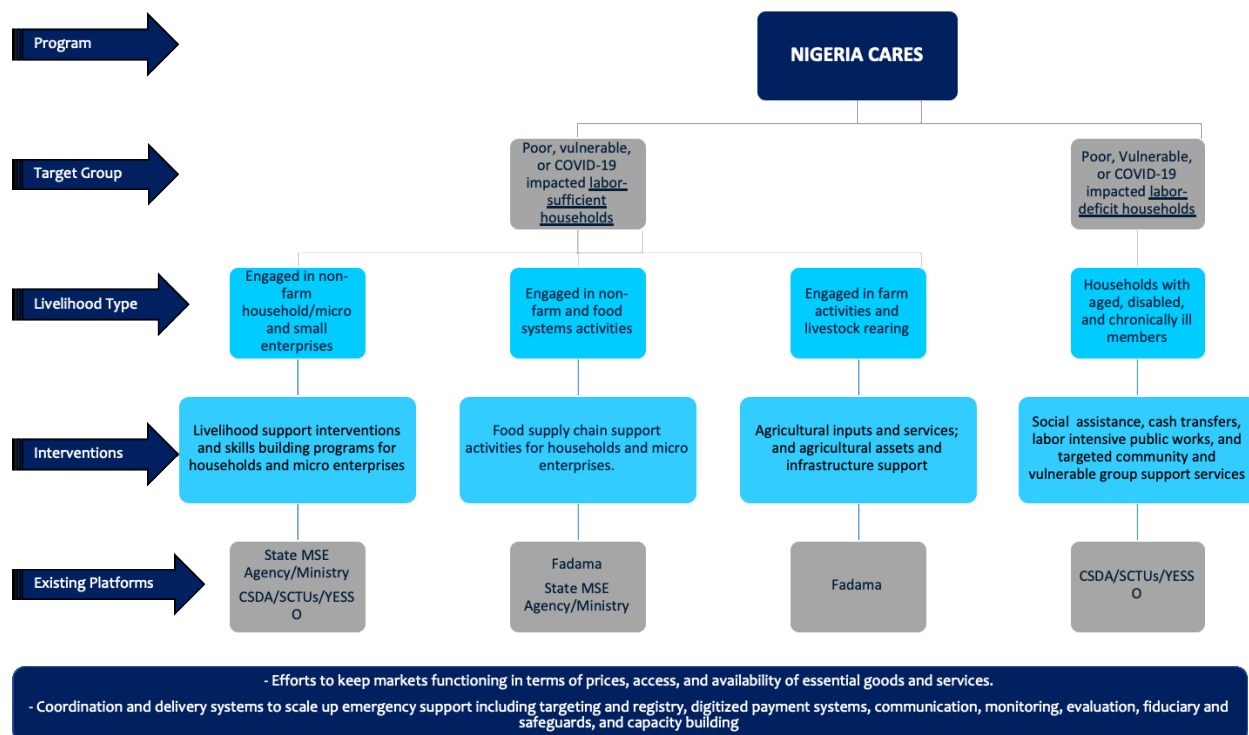 Program
NIGERIA CARES
Target Group
Poor, vulnerable,
or COVID-19
impacted labor-
sufficient
households
Poor, Vulnerable,
or COVID-19
impacted labor-
deficit households
Livelihood Type
Engaged in non-
farm
household/micro
and small
enterprises
Engaged in non-
farm and food
systems activities
Engaged in farm
activities and
livestock rearing
Households with
aged, disabled,
and chronically ill
members
Interventions
Livelihood support interventions
and skills building programs for
households and micro enterprises
Food supply chain support
activities for households and micro
enterprises.
Agricultural inputs and services;
and agricultural assets and
infrastructure support
Social assistance, cash transfers,
labor intensive public works, and
targeted community and
vulnerable group support services
Existing Platforms
State MSE
Agency/Ministry
CSDA/SCTUs/YESS
O
Fadama
State MSE
Agency/Ministry
Fadama
CSDA/SCTUs/YESS
O
- Efforts to keep markets functioning in terms of prices, access, and availability of essential goods and services.
- Coordination and delivery systems to scale up emergency support including targeting and registry, digitized payment systems, communication, monitoring, evaluation, fiduciary and
safeguards, and capacity building